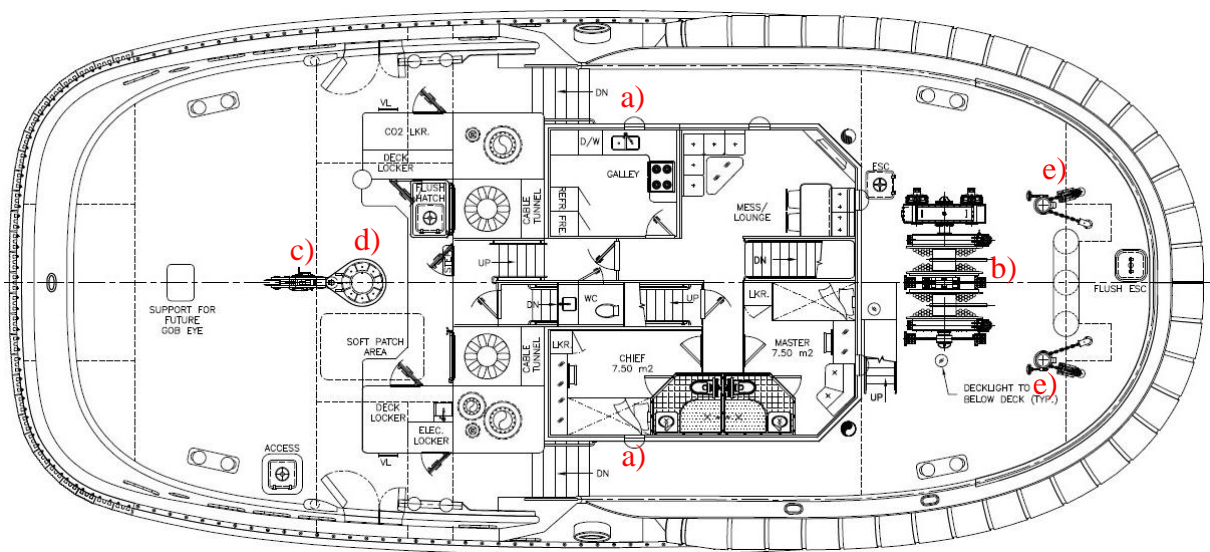 a)
DN
VL
CO2 LKR.
D/W
DECK
LOCKER
GALLEY
ESC
e)
FLUSH
HATCH
CABLE
TUNNEL
REFR.
FRE.
MESS/
LOUNGE
c)
d)
UP
DN
b)
FLUSH ESC
SUPPORT FOR
FUTURE
GOB EYE
DN
WC
UP
LKR.
SOFT PATCH
AREA
CABLE
TUNNEL
LKR.
CHIEF
7.50 m2
MASTER
7.50 m2
UP
DECKLIGHT TO
BELOW DECK (TYP.)
e)
DECK
LOCKER
ELEC.
LOCKER
ACCESS
VL
a)
DN